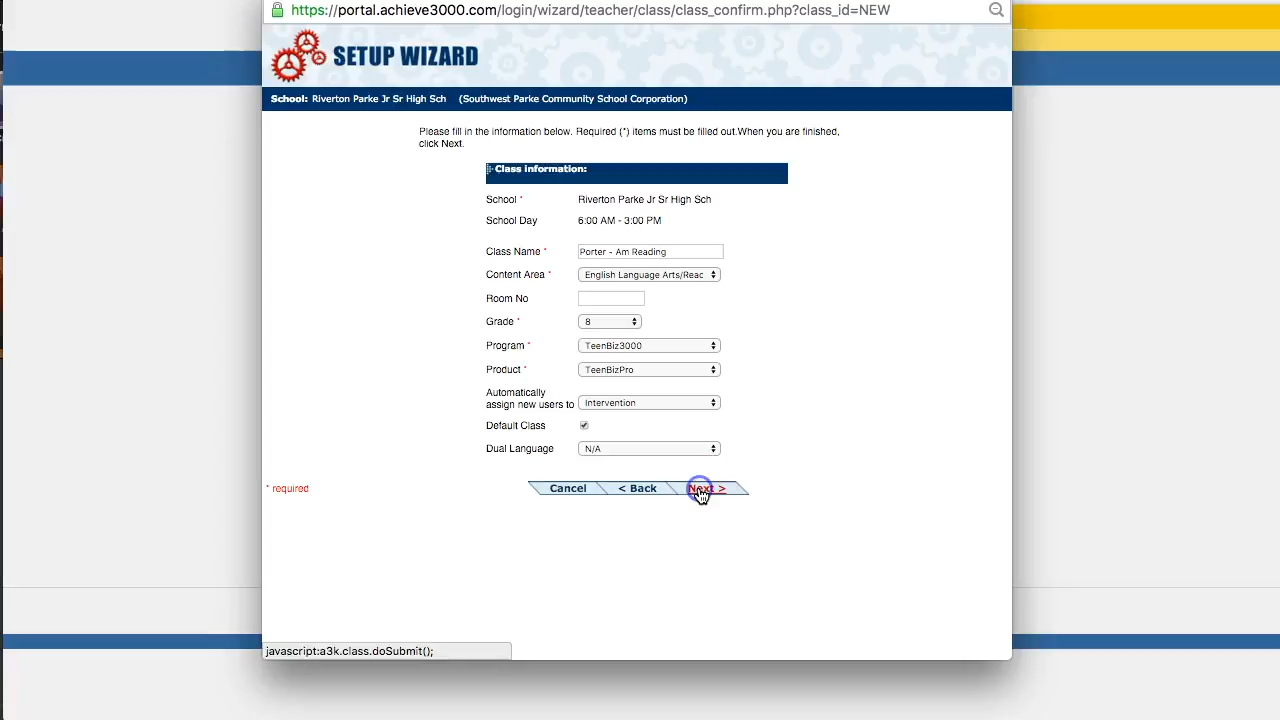 https://portal.achieve3000.com/login/wizard/teacher/class/class_confirm.php?class_id=NEW
SETUP WIZARD
School: Riverton Parke Jr Sr High Sch (Southwest Parke Community School Corporation)
Please fill in the information below. Required (*) items must be filled out.When you are finished,
click Next.
Class information:
School * Riverton Parke Jr Sr High Sch
School Day 6:00 AM - 3:00 PM
Class Name * Porter - Am Reading
Content Area * English Language Arts/Reac
Room No
Grade * 8
Program * TeenBiz3000
Product * TeenBizPro
Automatically
assign new users to Intervention
Default Class
Dual Language N/A
* required Cancel < Back Next >
javascript:a3k.class.doSubmit();